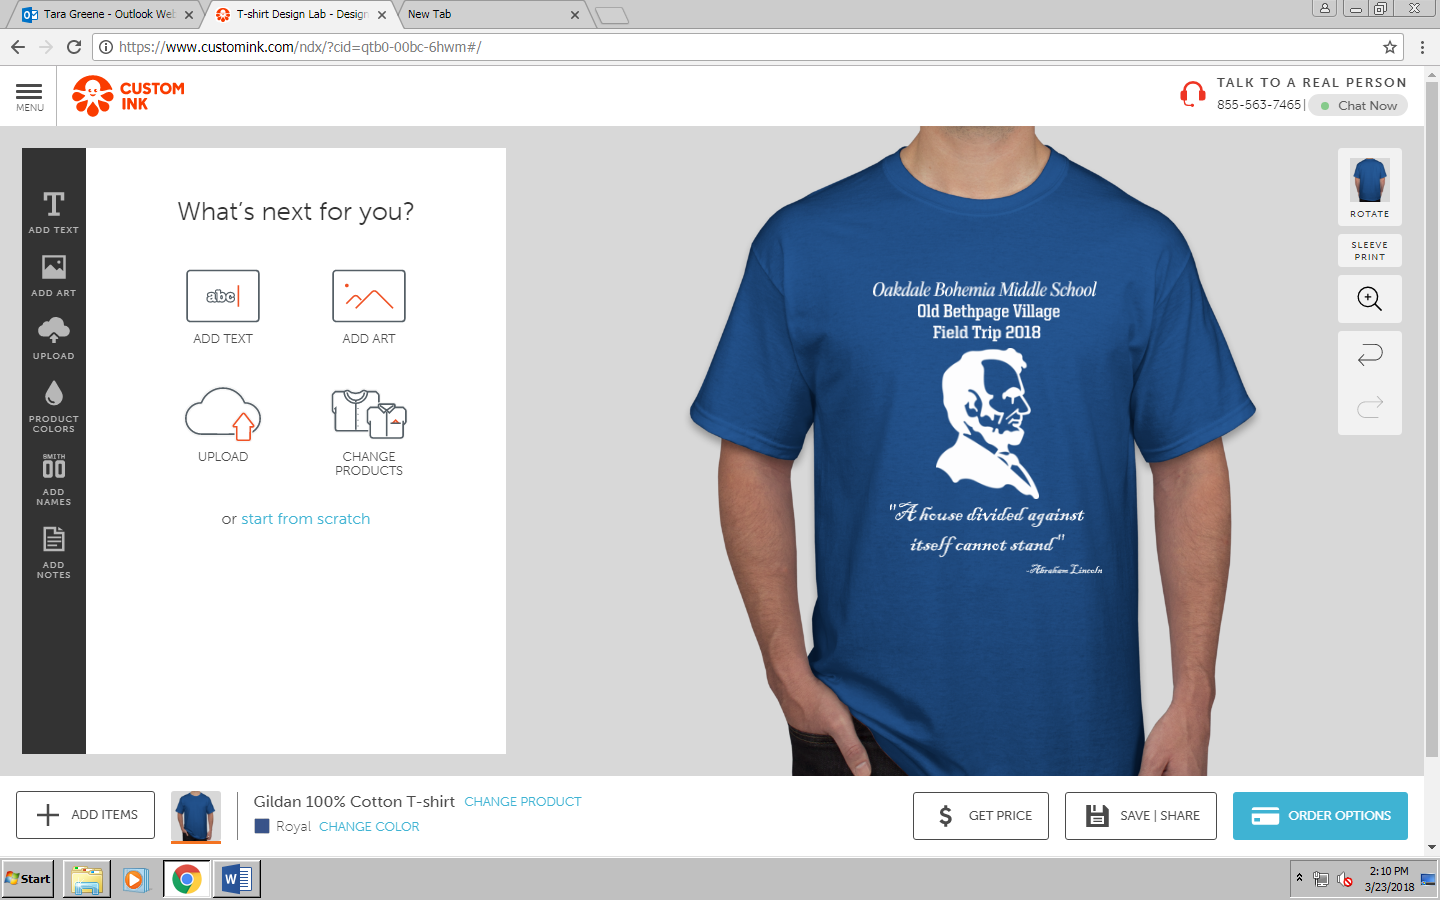 Tara Greene - Outlook Web
T-shirt Design Lab - Design
New Tab
https://www.customink.com/ndx/?cid=qtb0-00bc-6hwm#/
MENU
CUSTOM
INK
TALK TO A REAL PERSON
855-563-7465 | Chat Now
ADD TEXT
ADD ART
UPLOAD
PRODUCT
COLORS
SMITH
00
ADD
NAMES
ADD
NOTES
What's next for you?
abc
ADD TEXT
ADD ART
UPLOAD
CHANGE
PRODUCTS
or start from scratch
Oakdale Bohemia Middle School
Old Bethpage Village
Field Trip 2018
"A house divided against
itself cannot stand"
-Abraham Lincoln
ROTATE
SLEEVE
PRINT
ADD ITEMS
Gildan 100% Cotton T-shirt CHANGE PRODUCT
Royal CHANGE COLOR
$ GET PRICE
SAVE | SHARE
ORDER OPTIONS
Start
2:10 PM
3/23/2018